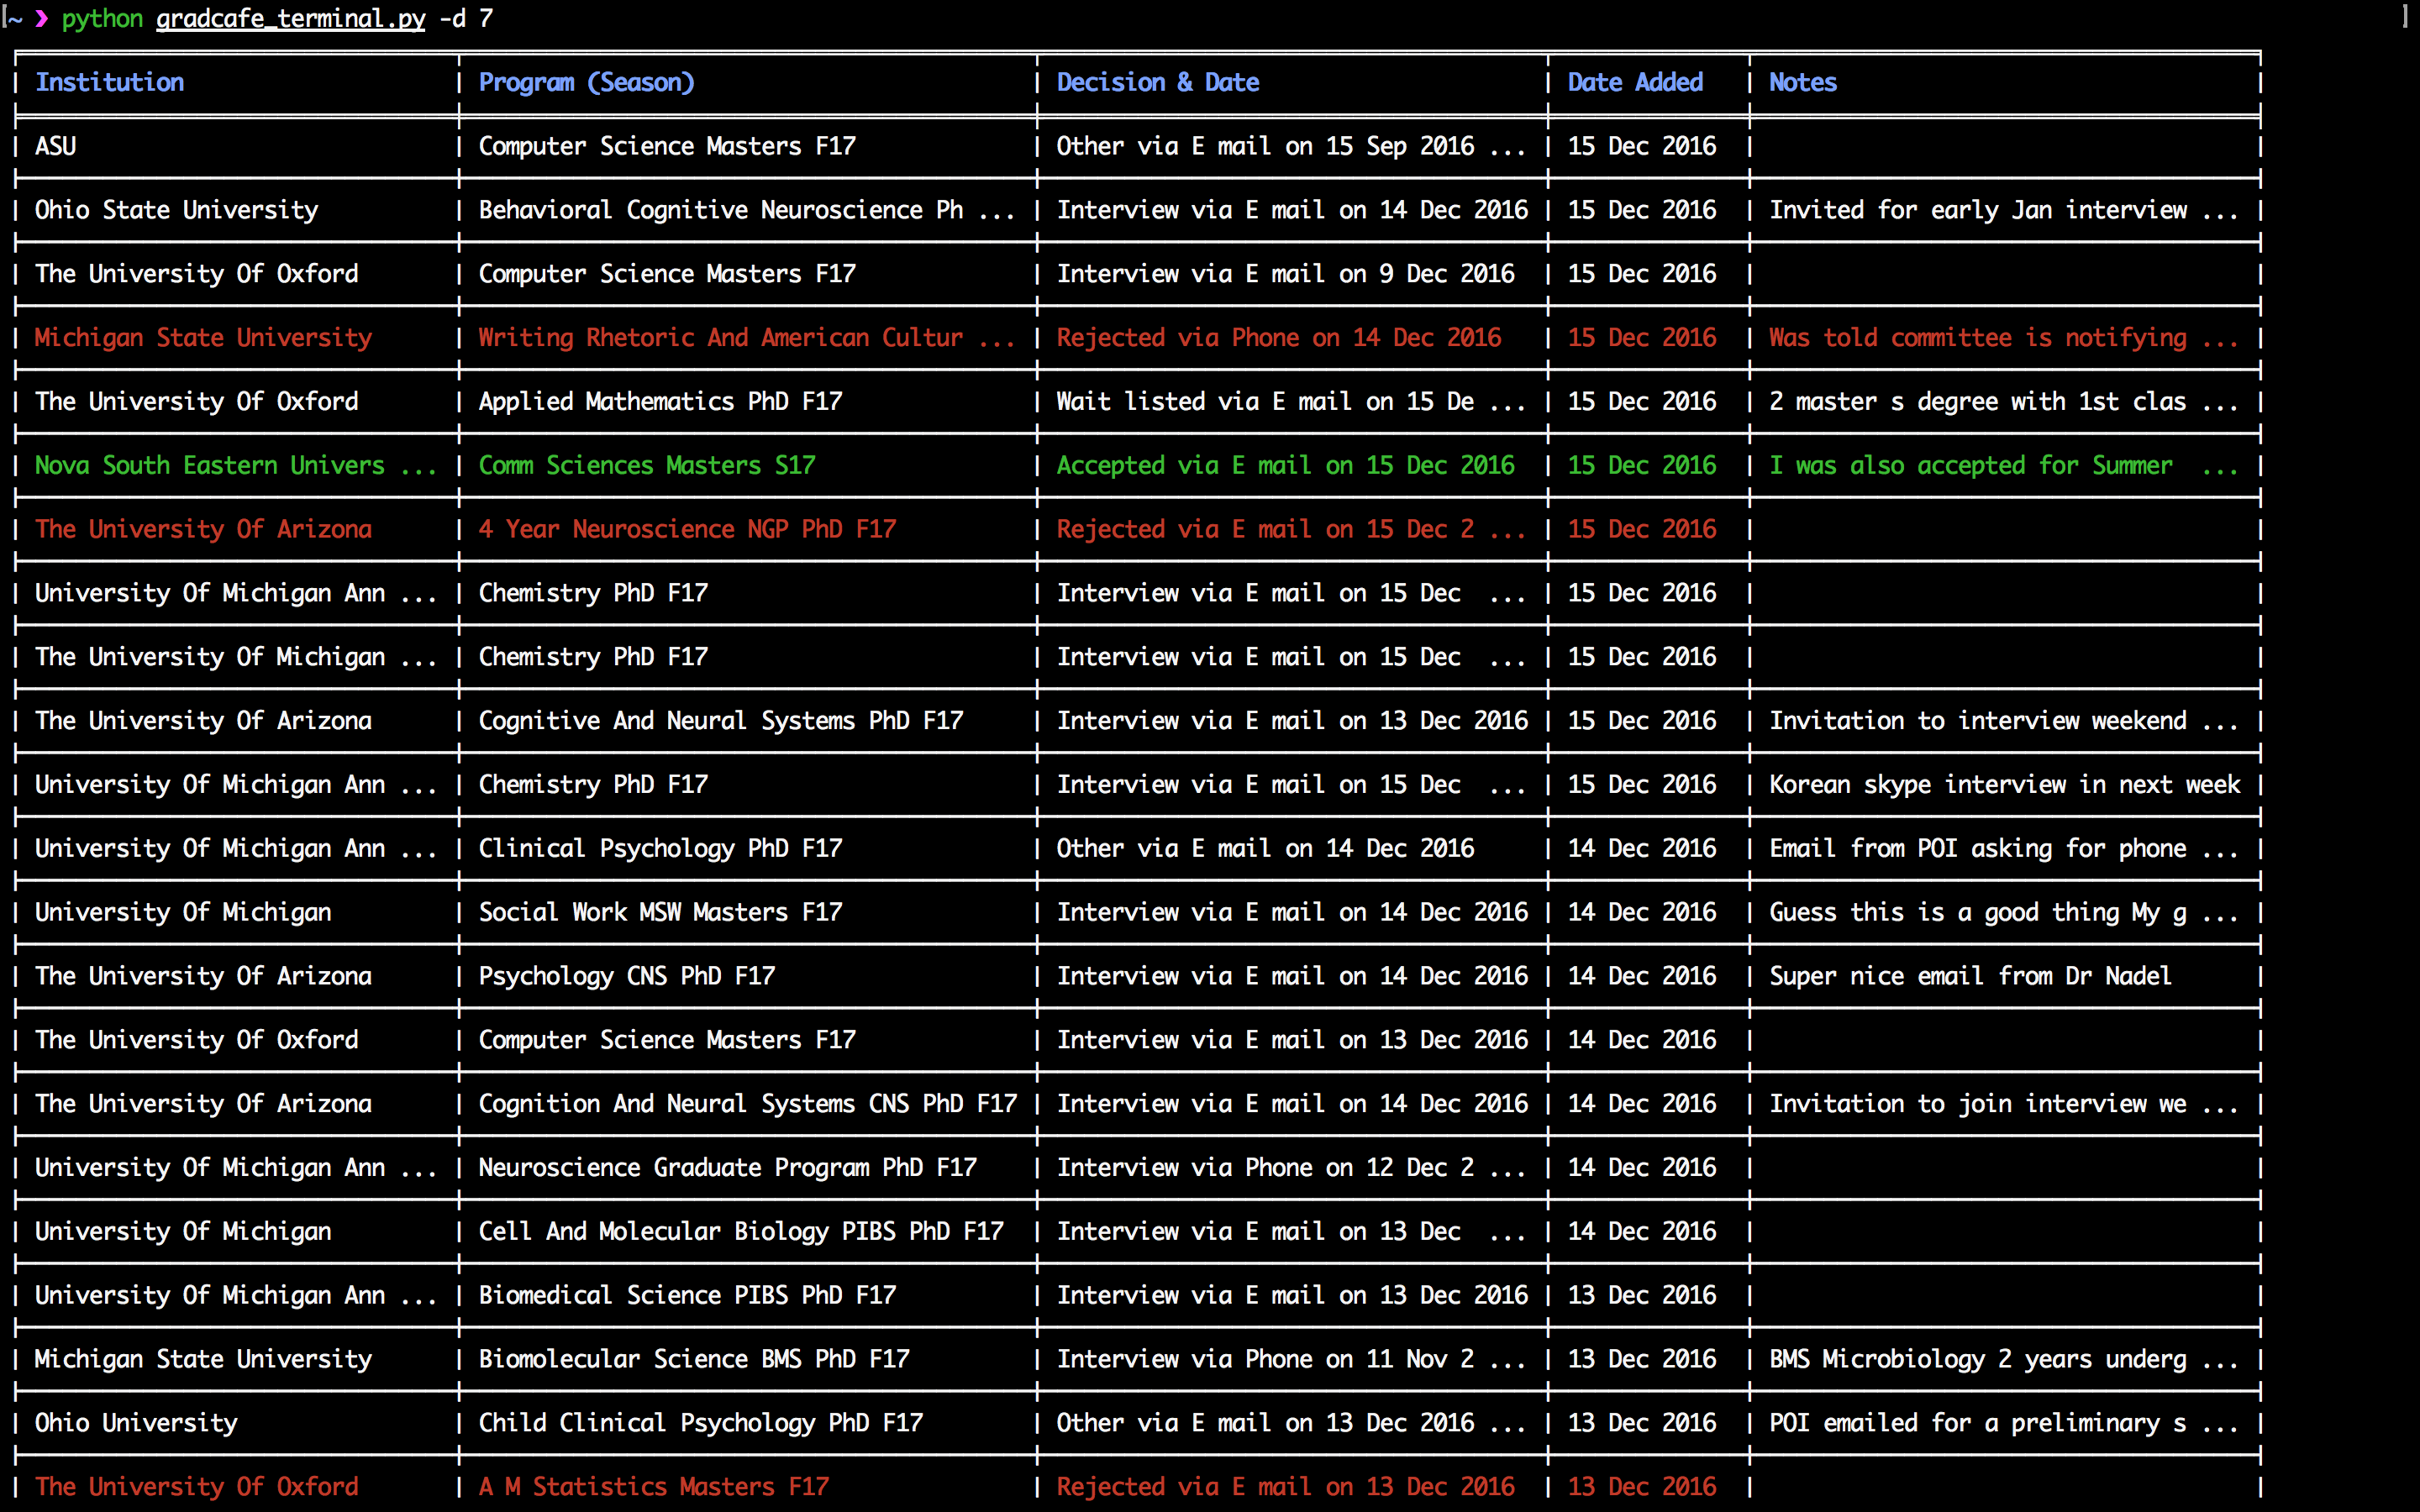 ~ ❯ python gradcafe_terminal.py -d 7
| Institution | Program (Season) | Decision & Date | Date Added | Notes |
| ASU | Computer Science Masters F17 | Other via E mail on 15 Sep 2016 ... | 15 Dec 2016 | |
| Ohio State University | Behavioral Cognitive Neuroscience Ph ... | Interview via E mail on 14 Dec 2016 | 15 Dec 2016 | Invited for early Jan interview ... |
| The University Of Oxford | Computer Science Masters F17 | Interview via E mail on 9 Dec 2016 | 15 Dec 2016 | |
| Michigan State University | Writing Rhetoric And American Cultur ... | Rejected via Phone on 14 Dec 2016 | 15 Dec 2016 | Was told committee is notifying ... |
| The University Of Oxford | Applied Mathematics PhD F17 | Wait listed via E mail on 15 De ... | 15 Dec 2016 | 2 master s degree with 1st clas ... |
| Nova South Eastern Univers ... | Comm Sciences Masters S17 | Accepted via E mail on 15 Dec 2016 | 15 Dec 2016 | I was also accepted for Summer ... |
| The University Of Arizona | 4 Year Neuroscience NGP PhD F17 | Rejected via E mail on 15 Dec 2 ... | 15 Dec 2016 | |
| University Of Michigan Ann ... | Chemistry PhD F17 | Interview via E mail on 15 Dec ... | 15 Dec 2016 | |
| The University Of Michigan ... | Chemistry PhD F17 | Interview via E mail on 15 Dec ... | 15 Dec 2016 | |
| The University Of Arizona | Cognitive And Neural Systems PhD F17 | Interview via E mail on 13 Dec 2016 | 15 Dec 2016 | Invitation to interview weekend ... |
| University Of Michigan Ann ... | Chemistry PhD F17 | Interview via E mail on 15 Dec ... | 15 Dec 2016 | Korean skype interview in next week |
| University Of Michigan Ann ... | Clinical Psychology PhD F17 | Other via E mail on 14 Dec 2016 | 14 Dec 2016 | Email from POI asking for phone ... |
| University Of Michigan | Social Work MSW Masters F17 | Interview via E mail on 14 Dec 2016 | 14 Dec 2016 | Guess this is a good thing My g ... |
| The University Of Arizona | Psychology CNS PhD F17 | Interview via E mail on 14 Dec 2016 | 14 Dec 2016 | Super nice email from Dr Nadel |
| The University Of Oxford | Computer Science Masters F17 | Interview via E mail on 13 Dec 2016 | 14 Dec 2016 | |
| The University Of Arizona | Cognition And Neural Systems CNS PhD F17 | Interview via E mail on 14 Dec 2016 | 14 Dec 2016 | Invitation to join interview we ... |
| University Of Michigan Ann ... | Neuroscience Graduate Program PhD F17 | Interview via Phone on 12 Dec 2 ... | 14 Dec 2016 | |
| University Of Michigan | Cell And Molecular Biology PIBS PhD F17 | Interview via E mail on 13 Dec ... | 14 Dec 2016 | |
| University Of Michigan Ann ... | Biomedical Science PIBS PhD F17 | Interview via E mail on 13 Dec 2016 | 13 Dec 2016 | |
| Michigan State University | Biomolecular Science BMS PhD F17 | Interview via Phone on 11 Nov 2 ... | 13 Dec 2016 | BMS Microbiology 2 years underg ... |
| Ohio University | Child Clinical Psychology PhD F17 | Other via E mail on 13 Dec 2016 ... | 13 Dec 2016 | POI emailed for a preliminary s ... |
| The University Of Oxford | A M Statistics Masters F17 | Rejected via E mail on 13 Dec 2016 | 13 Dec 2016 | |